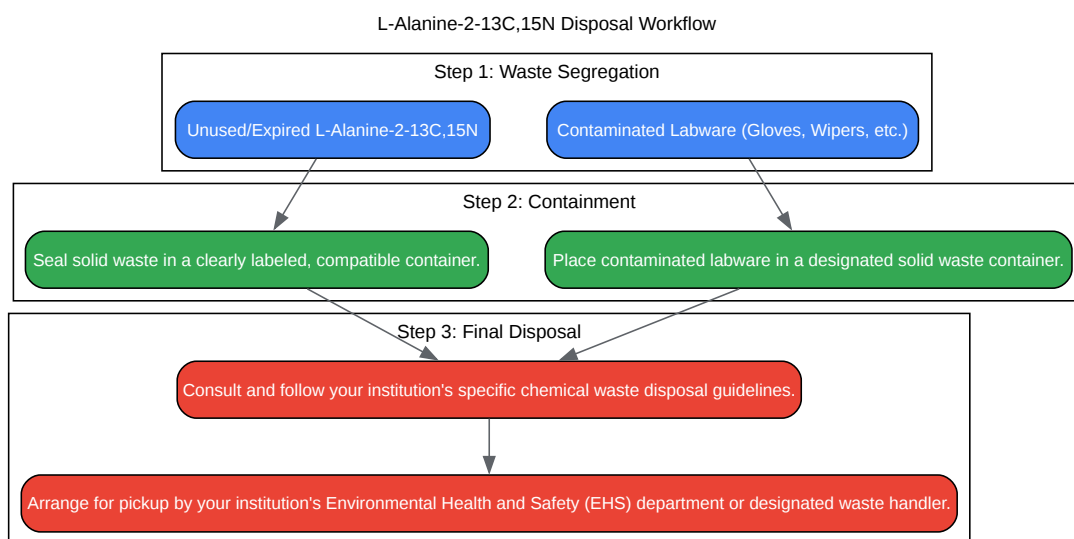 L-Alanine-2-13C,15N Disposal Workflow
Step 1: Waste Segregation
Unused/Expired L-Alanine-2-13C,15N
Contaminated Labware (Gloves, Wipers, etc.)
Step 2: Containment
Seal solid waste in a clearly labeled, compatible container.
Place contaminated labware in a designated solid waste container.
Step 3: Final Disposal
Consult and follow your institution's specific chemical waste disposal guidelines.
Arrange for pickup by your institution's Environmental Health and Safety (EHS) department or designated waste handler.